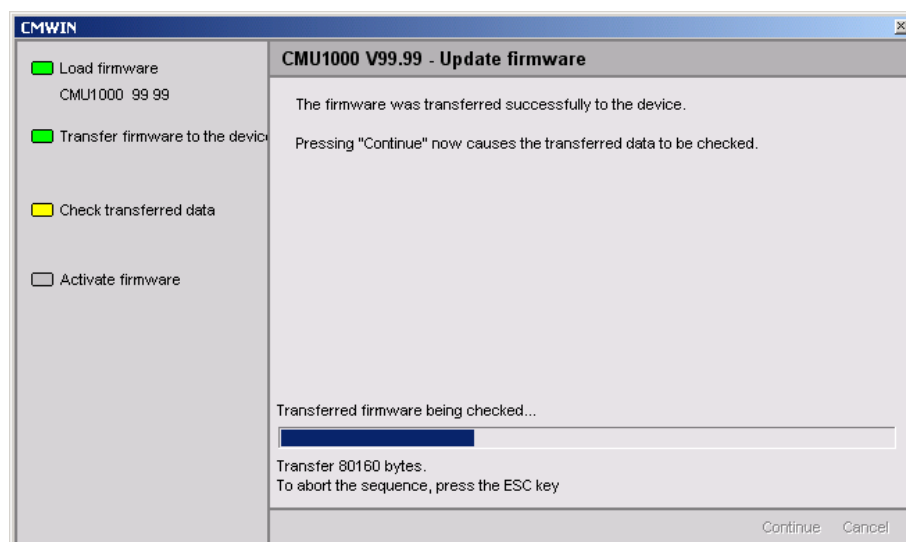 CMWIN
Load firmware
CMU1000 99 99
Transfer firmware to the devic
Check transferred data
Activate firmware
CMU1000 V99.99 - Update firmware
The firmware was transferred successfully to the device.
Pressing "Continue" now causes the transferred data to be checked.
Transferred firmware being checked...
Transfer 80160 bytes.
To abort the sequence, press the ESC key
Continue Cancel